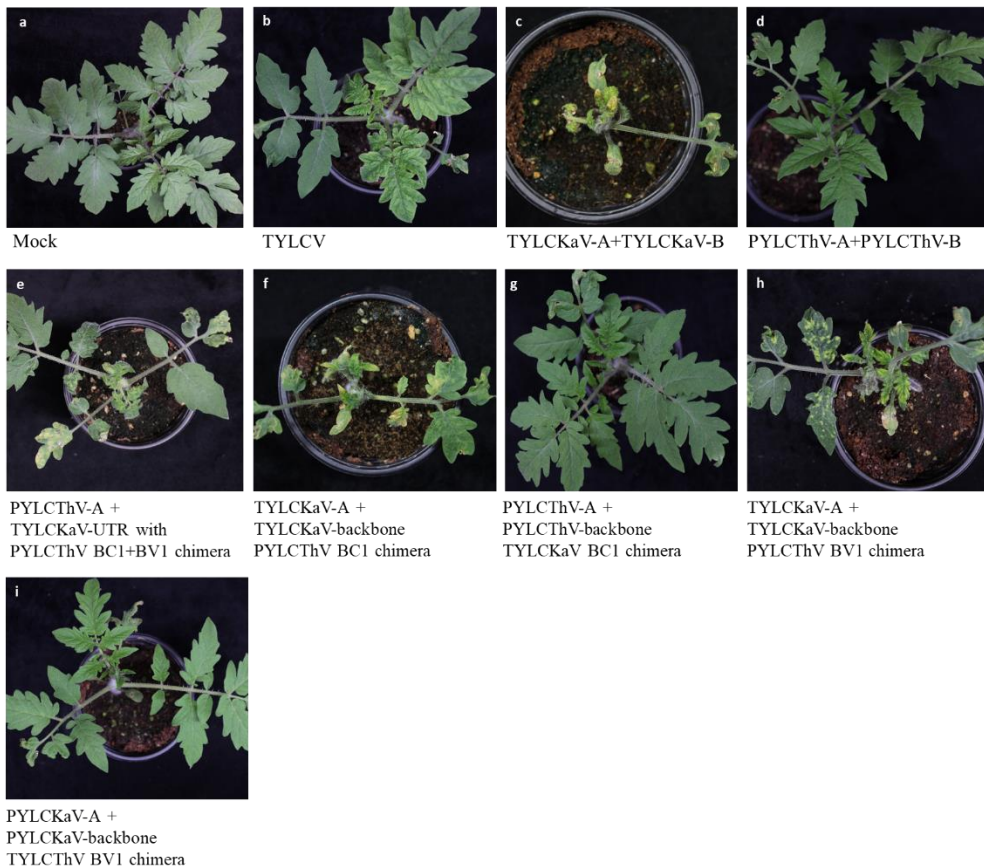 a
b
c
d
Mock
TYLCV
TYLCKaV-A+TYLCKaV-B
PYLCThV-A+PYLCThV-B
e
f
g
h
PYLCThV-A +
TYLCKaV-UTR with
PYLCThV BC1+BV1 chimera
TYLCKaV-A +
TYLCKaV-backbone
PYLCThV BC1 chimera
PYLCThV-A +
PYLCThV-backbone
TYLCKaV BC1 chimera
TYLCKaV-A +
TYLCKaV-backbone
PYLCThV BV1 chimera
i
PYLCKaV-A +
PYLCKaV-backbone
TYLCThV BV1 chimera